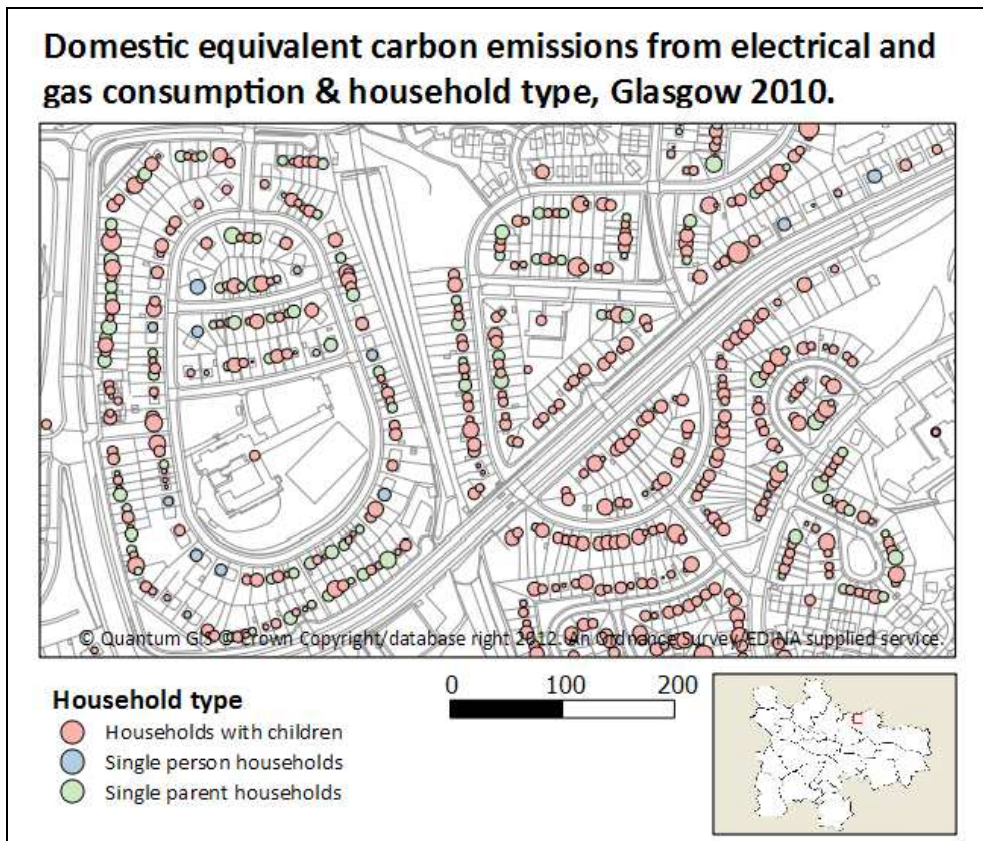 Domestic equivalent carbon emissions from electrical and
gas consumption & household type, Glasgow 2010.
© Quantum GIS © Crown Copyright/database right 2012. An Ordnance Survey/EDINA supplied service.
Household type
Households with children
Single person households
Single parent households
0 100 200